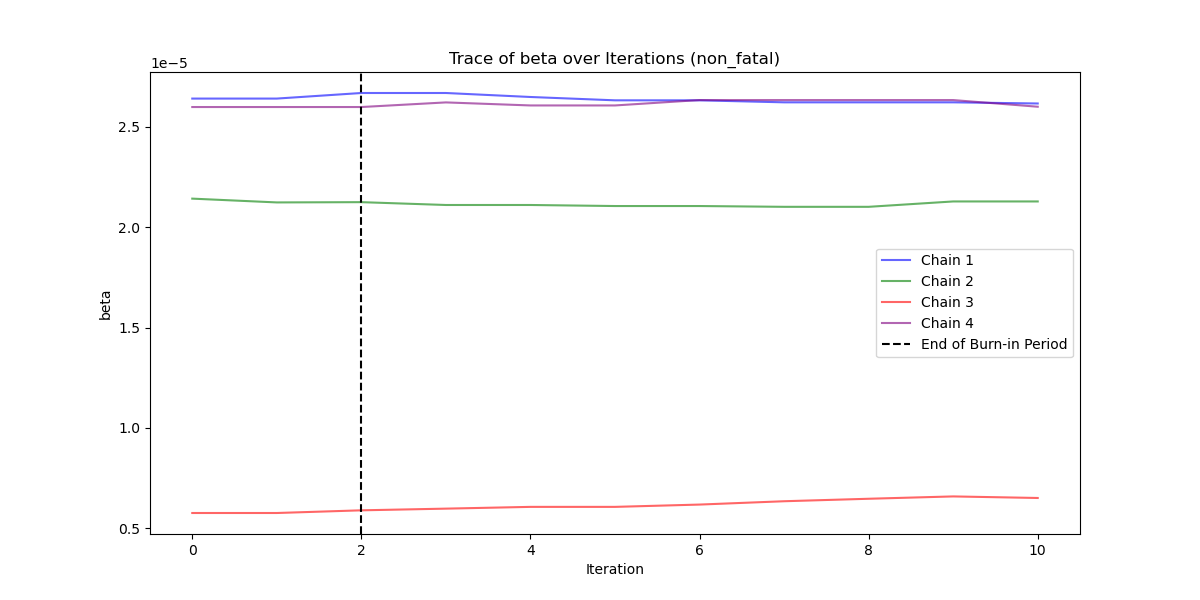 Trace of beta over Iterations (non_fatal)
1e−5
2.5
2.0
1.5
1.0
0.5
beta
Chain 1
Chain 2
Chain 3
Chain 4
End of Burn-in Period
0 2 4 6 8 10
Iteration